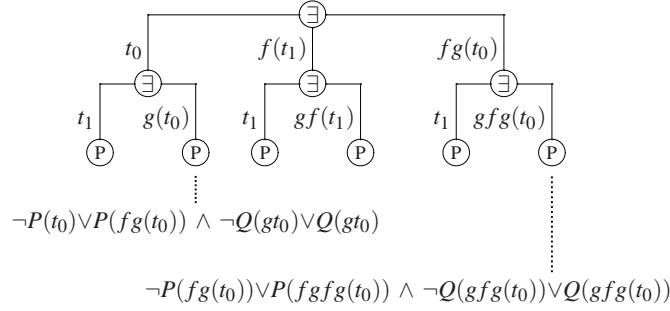 ∃
t₀ f(t₁) fg(t₀)
∃ ∃ ∃
t₁ g(t₀) t₁ gf(t₁) t₁ gfg(t₀)
P P P P P P
¬P(t₀)∨P(fg(t₀)) ∧ ¬Q(gt₀)∨Q(gt₀)
¬P(fg(t₀))∨P(fgfg(t₀)) ∧ ¬Q(gfg(t₀))∨Q(gfg(t₀))